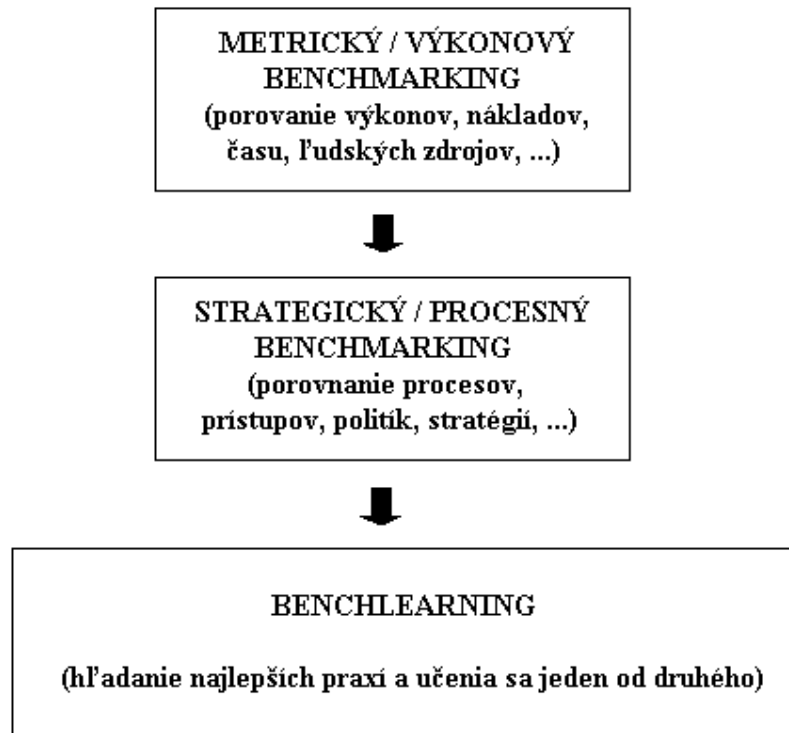 METRICKÝ / VÝKONOVÝ
BENCHMARKING
(porovanie výkonov, nákladov,
času, ľudských zdrojov, ...)
STRATEGICKÝ / PROCESNÝ
BENCHMARKING
(porovnanie procesov,
prístupov, politík, stratégií, ...)
BENCHLEARNING
(hľadanie najlepších praxí a učenia sa jeden od druhého)